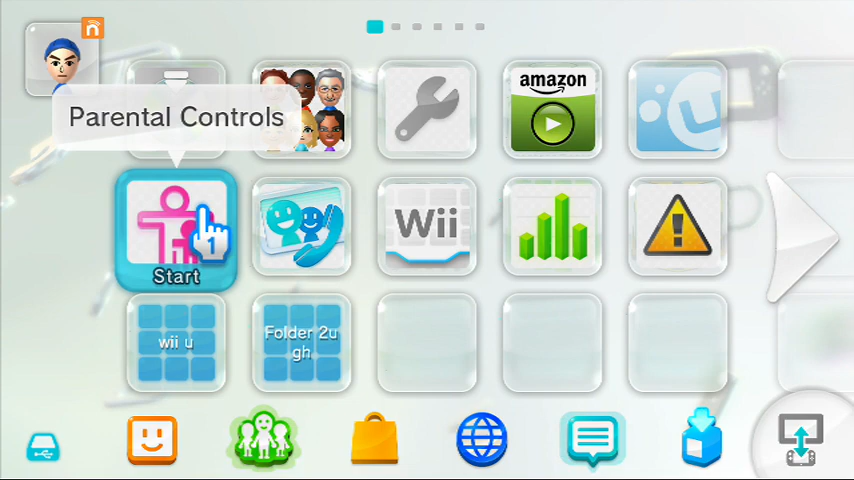 n
Parental Controls
amazon
U
1
Start
Wii
!
wii u
Folder 2u
gh